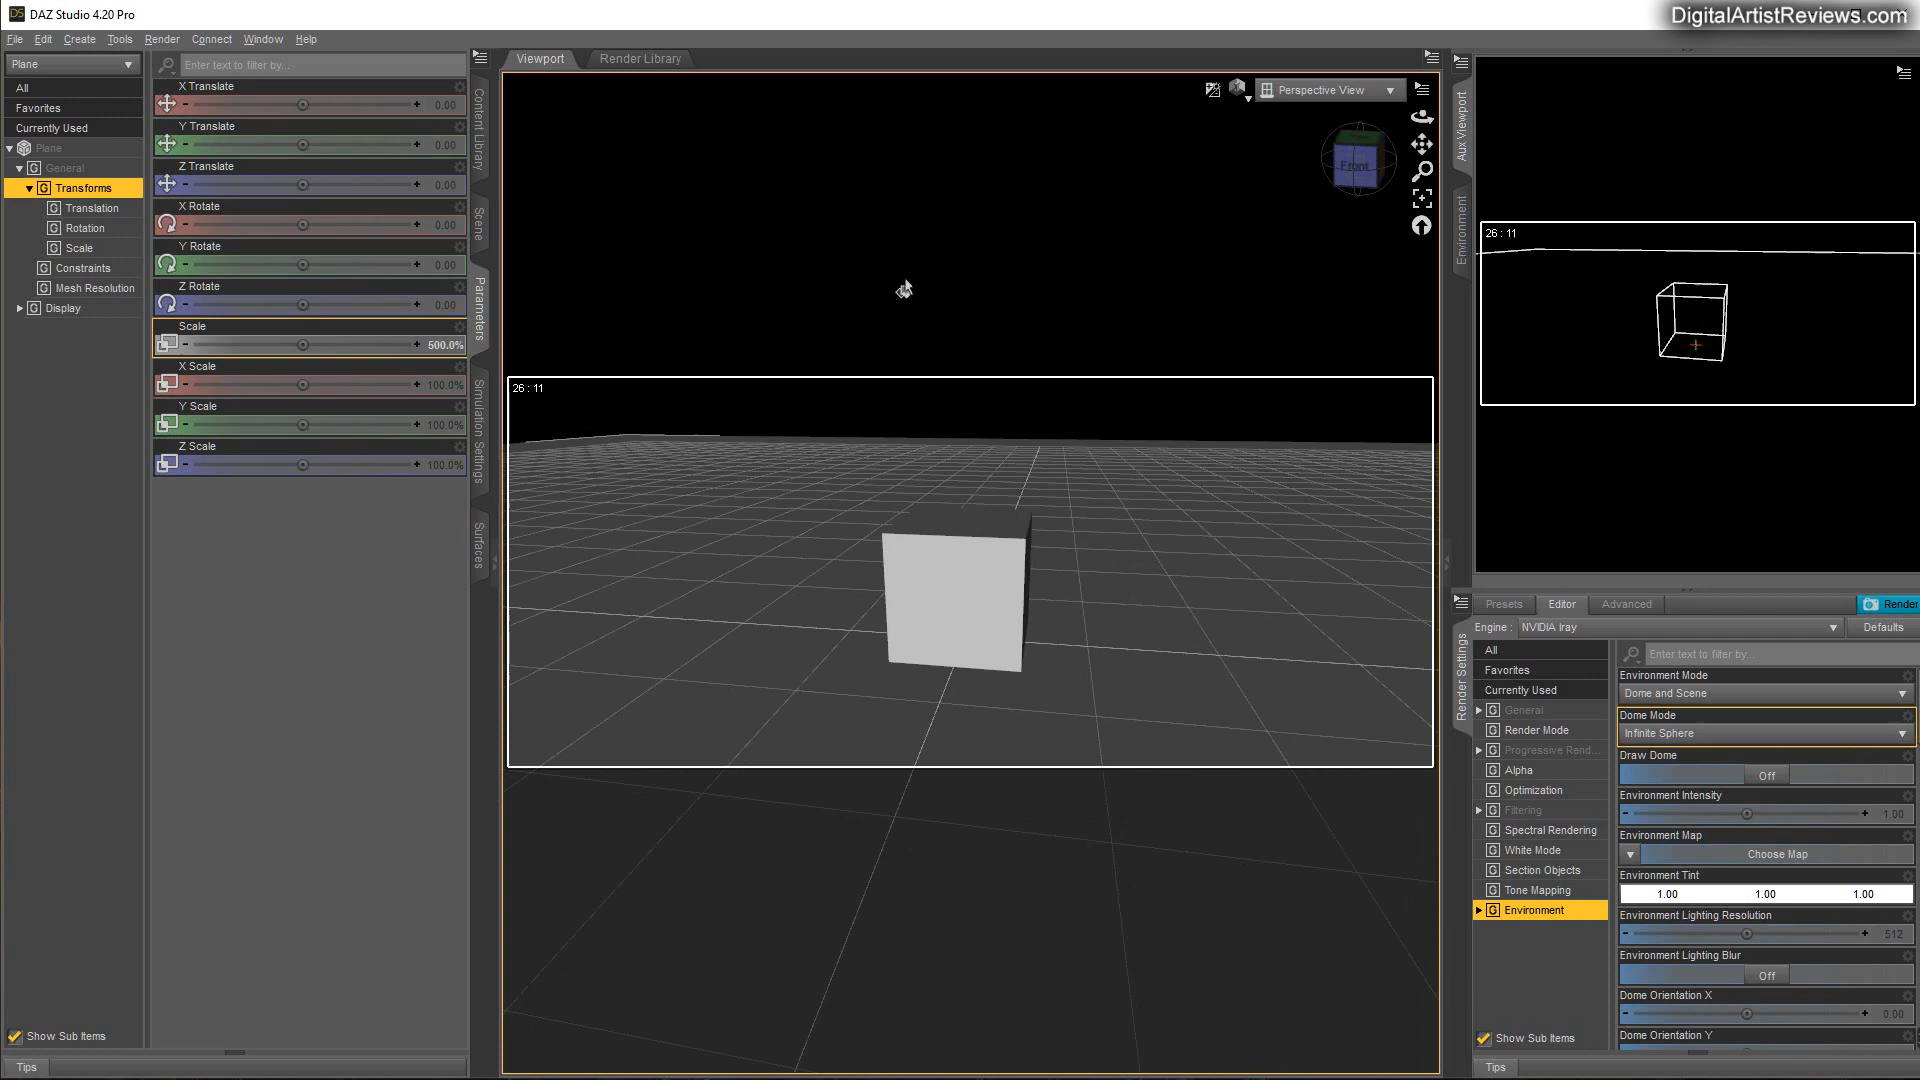 DAZ Studio 4.20 Pro
DigitalArtistReviews.com
File Edit Create Tools Render Connect Window Help
Plane
All
Favorites
Currently Used
Plane
General
Transforms
Translation
Rotation
Scale
Constraints
Mesh Resolution
Display
Show Sub Items
Tips
Enter text to filter by...
X Translate
0.00
Y Translate
0.00
Z Translate
0.00
X Rotate
0.00
Y Rotate
0.00
Z Rotate
0.00
Scale
500.0%
X Scale
100.0%
Y Scale
100.0%
Z Scale
100.0%
Content Library
Scene
Parameters
Simulation Settings
Surfaces
Viewport Render Library
Perspective View
Front
26 : 11
Aux Viewport
Environment
26 : 11
Presets Editor Advanced Render
Engine : NVIDIA Iray Defaults
Render Settings
All
Favorites
Currently Used
General
Render Mode
Progressive Rend...
Alpha
Optimization
Filtering
Spectral Rendering
White Mode
Section Objects
Tone Mapping
Environment
Show Sub Items
Tips
Enter text to filter by...
Environment Mode
Dome and Scene
Dome Mode
Infinite Sphere
Draw Dome
Off
Environment Intensity
1.00
Environment Map
Choose Map
Environment Tint
1.00 1.00 1.00
Environment Lighting Resolution
512
Environment Lighting Blur
Off
Dome Orientation X
0.00
Dome Orientation Y